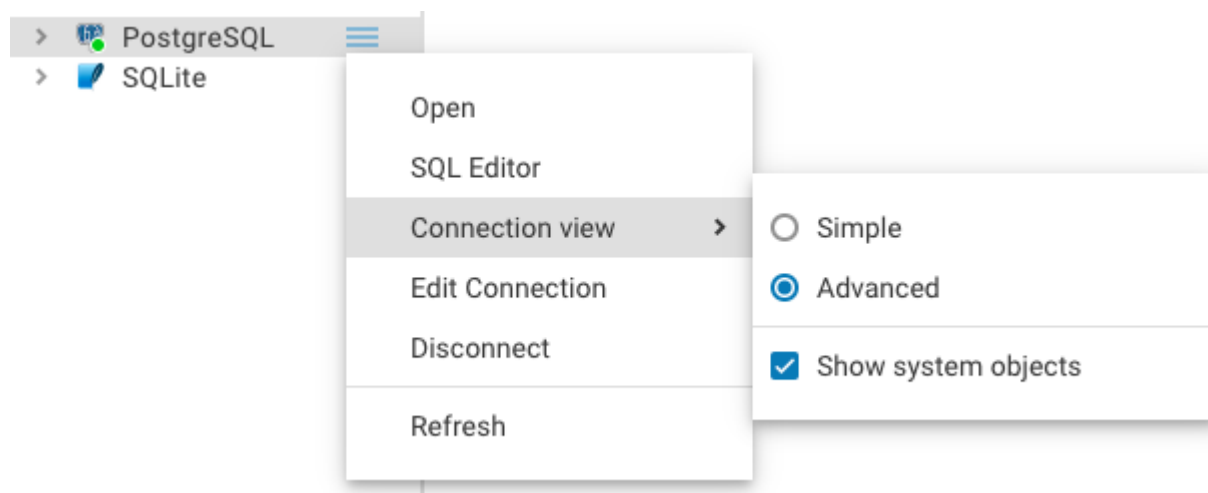 PostgreSQL
SQLite
Open
SQL Editor
Connection view
Edit Connection
Disconnect
Refresh
Simple
Advanced
Show system objects